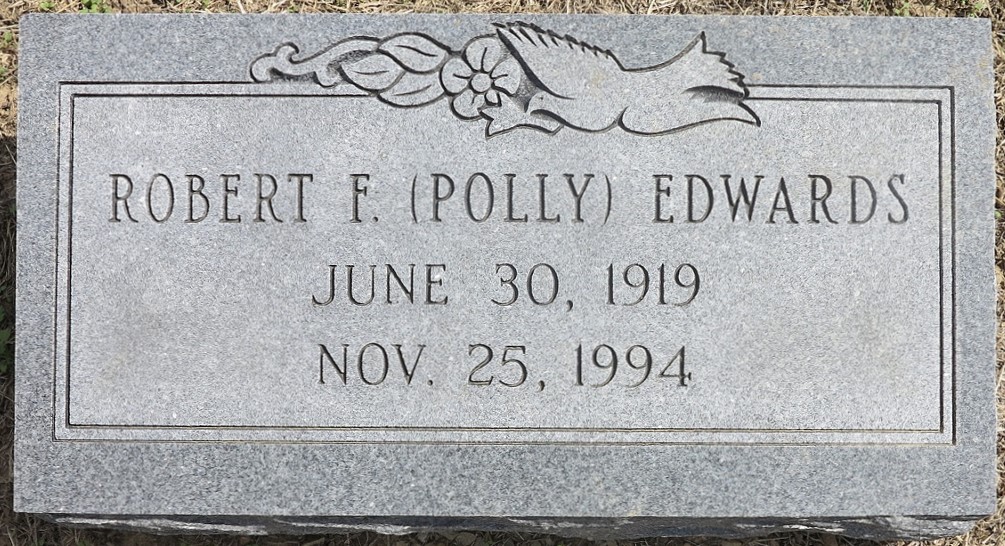 ROBERT F. (POLLY) EDWARDS
JUNE 30, 1919
NOV. 25, 1994